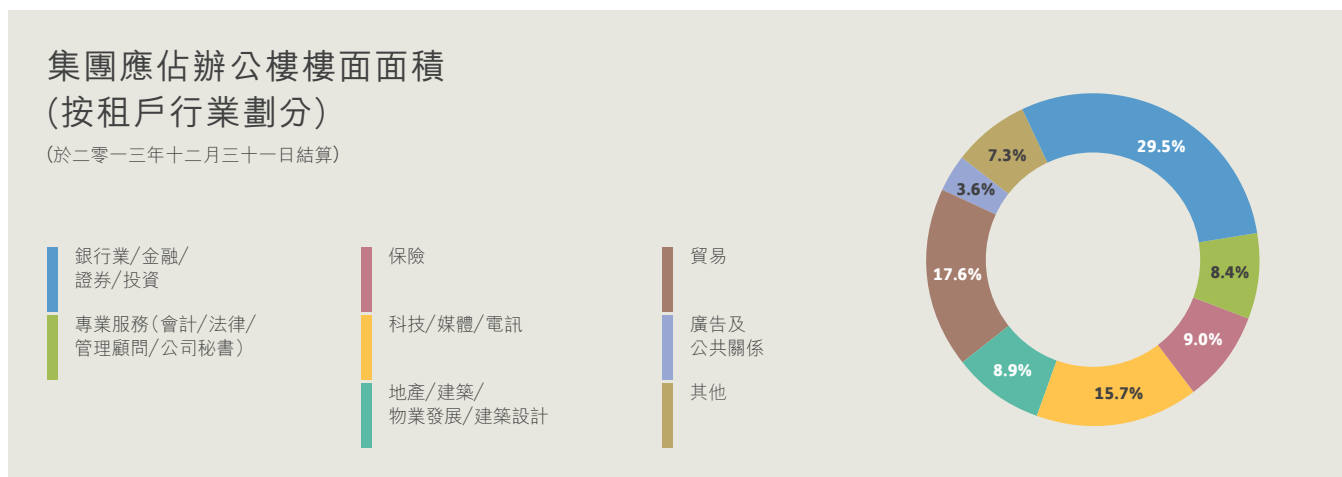 集團應佔辦公樓樓面面積
(按租戶行業劃分)
(於二零一三年十二月三十一日結算)
銀行業/金融/
證券/投資
專業服務(會計/法律/
管理顧問/公司秘書)
保險
科技/媒體/電訊
地產/建築/
物業發展/建築設計
貿易
廣告及
公共關係
其他
29.5%
8.4%
9.0%
15.7%
8.9%
17.6%
3.6%
7.3%